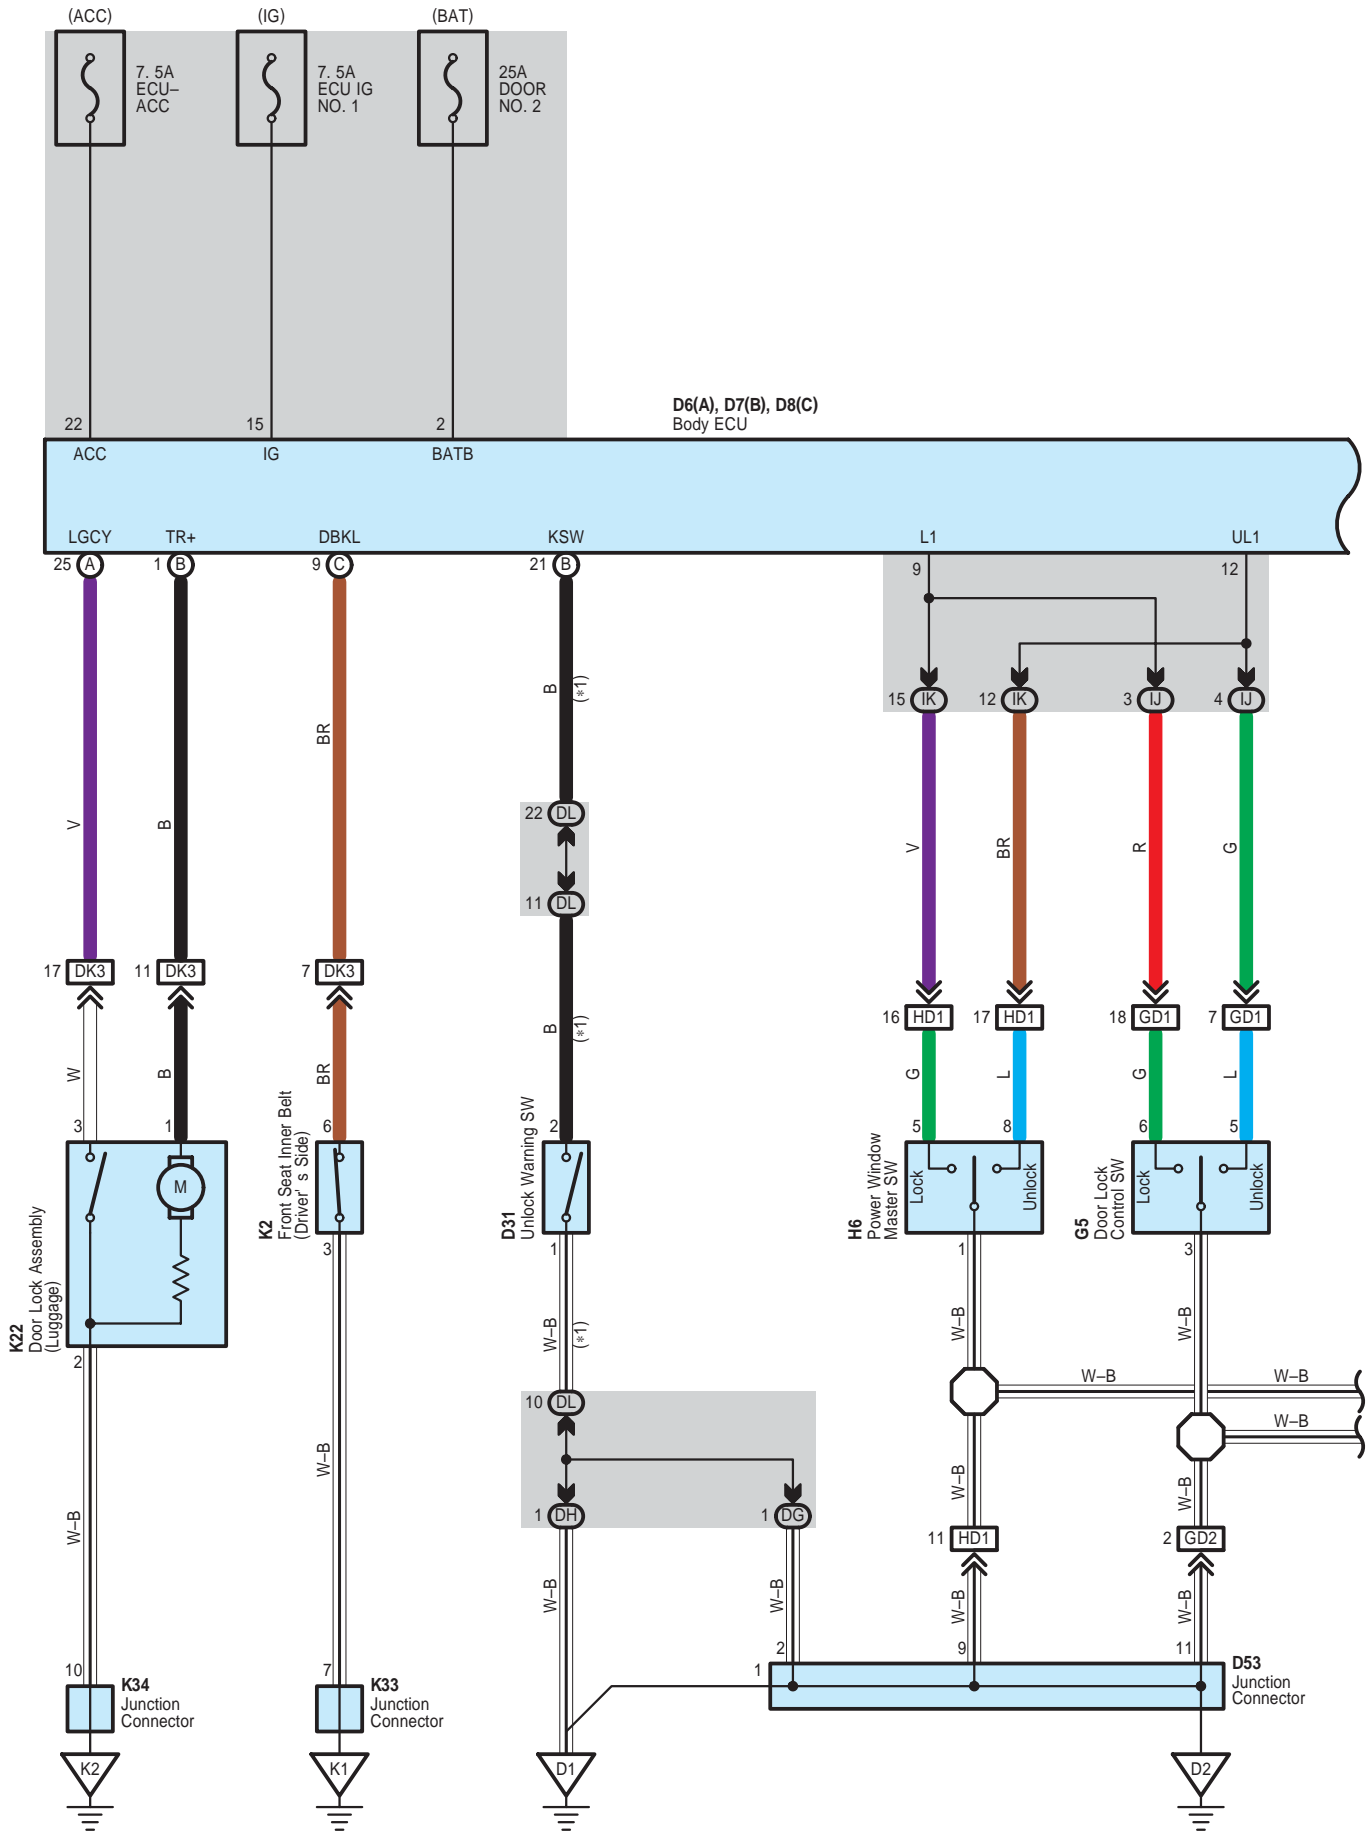 (ACC)
(IG)
(BAT)
7. 5A
ECU–
ACC
7. 5A
ECU IG
NO. 1
25A
DOOR
NO. 2
D6(A), D7(B), D8(C)
Body ECU
22
15
2
ACC
IG
BATB
LGCY
TR+
DBKL
KSW
L1
UL1
25 A
1 B
9 C
21 B
9
12
15 IK
12 IK
3 IJ
4 IJ
V
B
BR
B
(*1)
22 DL
11 DL
V
BR
R
G
17 DK3
11 DK3
7 DK3
16 HD1
17 HD1
18 GD1
7 GD1
W
B
BR
B
(*1)
G
L
G
L
3
1
6
2
5
8
6
5
M
K22
Door Lock Assembly
(Luggage)
K2
Front Seat Inner Belt
(Driver' s Side)
D31
Unlock Warning SW
H6
Power Window
Master SW
Lock
Unlock
G5
Door Lock
Control SW
Lock
Unlock
2
3
1
1
3
W–B
W–B
W–B
(*1)
W–B
W–B
W–B
W–B
W–B
10 DL
1 DH
1 DG
W–B
W–B
11 HD1
2 GD2
W–B
W–B
W–B
W–B
10
7
1
2
9
11
K34
Junction
Connector
K33
Junction
Connector
D53
Junction
Connector
K2
K1
D1
D2